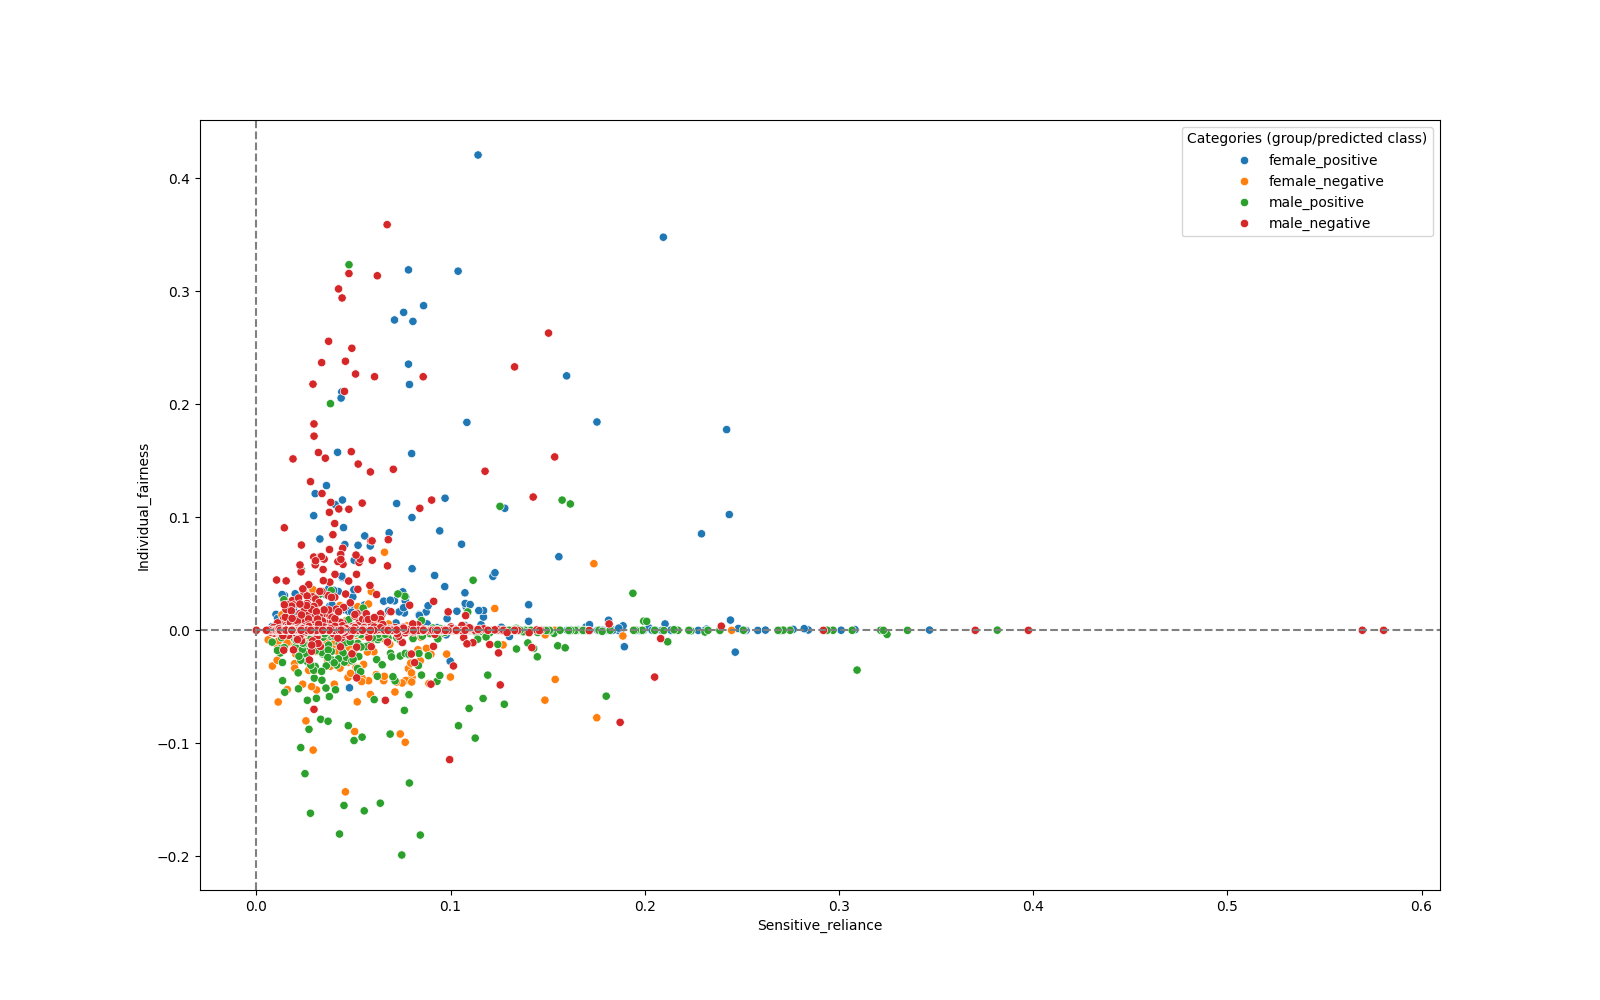 Categories (group/predicted class)
female_positive
female_negative
male_positive
male_negative
Individual_fairness
0.4
0.3
0.2
0.1
0.0
−0.1
−0.2
0.0 0.1 0.2 0.3 0.4 0.5 0.6
Sensitive_reliance